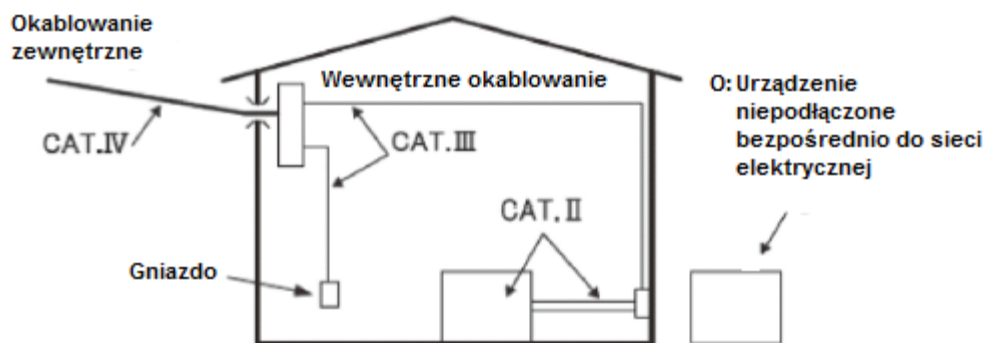 Okablowanie
zewnętrzne
CAT.IV
Wewnętrzne okablowanie
CAT.III
O: Urządzenie
niepodłączone
bezpośrednio do sieci
elektrycznej
CAT.II
Gniazdo